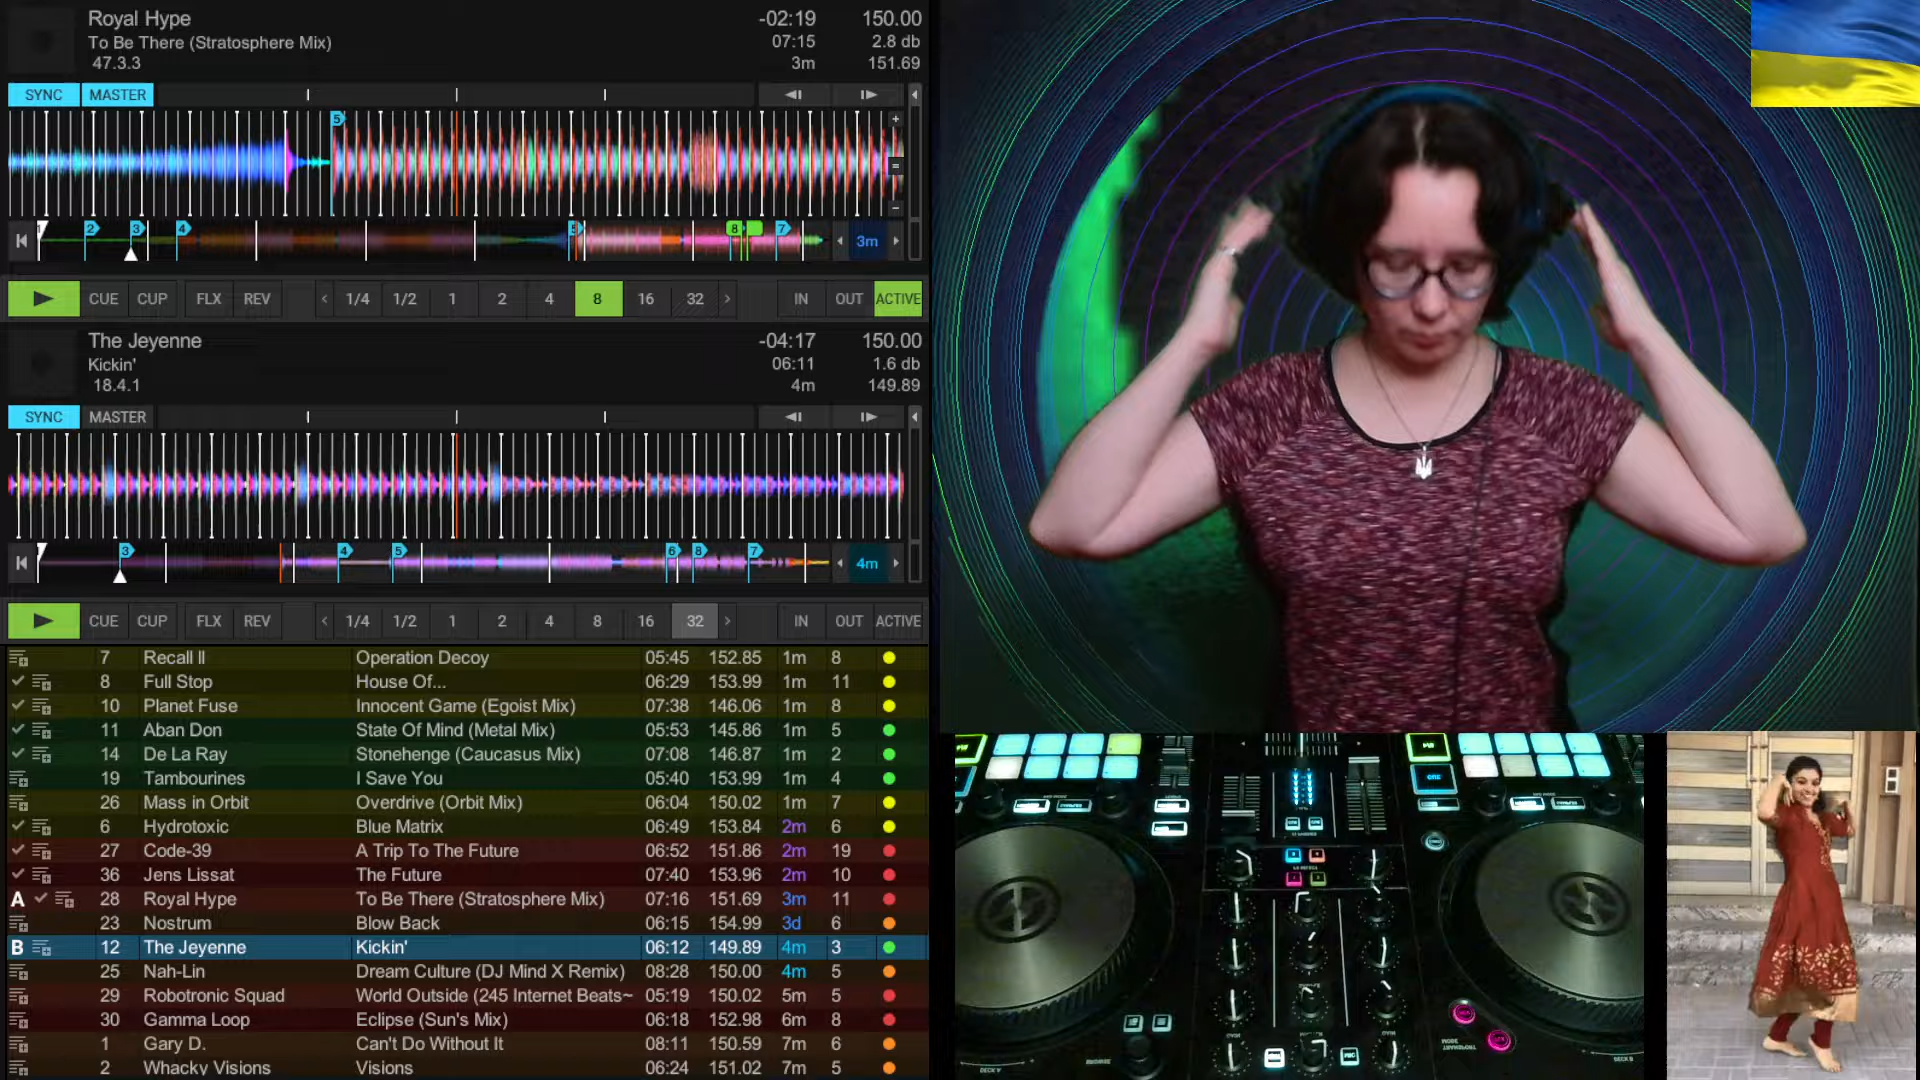 Royal Hype -02:19 150.00
To Be There (Stratosphere Mix) 07:15 2.8 db
47.3.3 3m 151.69
SYNC MASTER
5
2 3 4 5 8 7 3m
CUE CUP FLX REV 1/4 1/2 1 2 4 8 16 32 IN OUT ACTIVE
The Jeyenne -04:17 150.00
Kickin' 06:11 1.6 db
18.4.1 4m 149.89
SYNC MASTER
3 4 5 6 8 7 4m
CUE CUP FLX REV 1/4 1/2 1 2 4 8 16 32 IN OUT ACTIVE
7 Recall II Operation Decoy 05:45 152.85 1m 8
8 Full Stop House Of... 06:29 153.99 1m 11
10 Planet Fuse Innocent Game (Egoist Mix) 07:38 146.06 1m 8
11 Aban Don State Of Mind (Metal Mix) 05:53 145.86 1m 5
14 De La Ray Stonehenge (Caucasus Mix) 07:08 146.87 1m 2
19 Tambourines I Save You 05:40 153.99 1m 4
26 Mass in Orbit Overdrive (Orbit Mix) 06:04 150.02 1m 7
6 Hydrotoxic Blue Matrix 06:49 153.84 2m 6
27 Code-39 A Trip To The Future 06:52 151.86 2m 19
36 Jens Lissat The Future 07:40 153.96 2m 10
A 28 Royal Hype To Be There (Stratosphere Mix) 07:16 151.69 3m 11
23 Nostrum Blow Back 06:15 154.99 3d 6
B 12 The Jeyenne Kickin' 06:12 149.89 4m 3
25 Nah-Lin Dream Culture (DJ Mind X Remix) 08:28 150.00 4m 5
29 Robotronic Squad World Outside (245 Internet Beats~ 05:19 150.02 5m 5
30 Gamma Loop Eclipse (Sun's Mix) 06:18 152.98 6m 8
1 Gary D. Can't Do Without It 08:11 150.59 7m 6
2 Whacky Visions Visions 06:24 151.02 7m 5